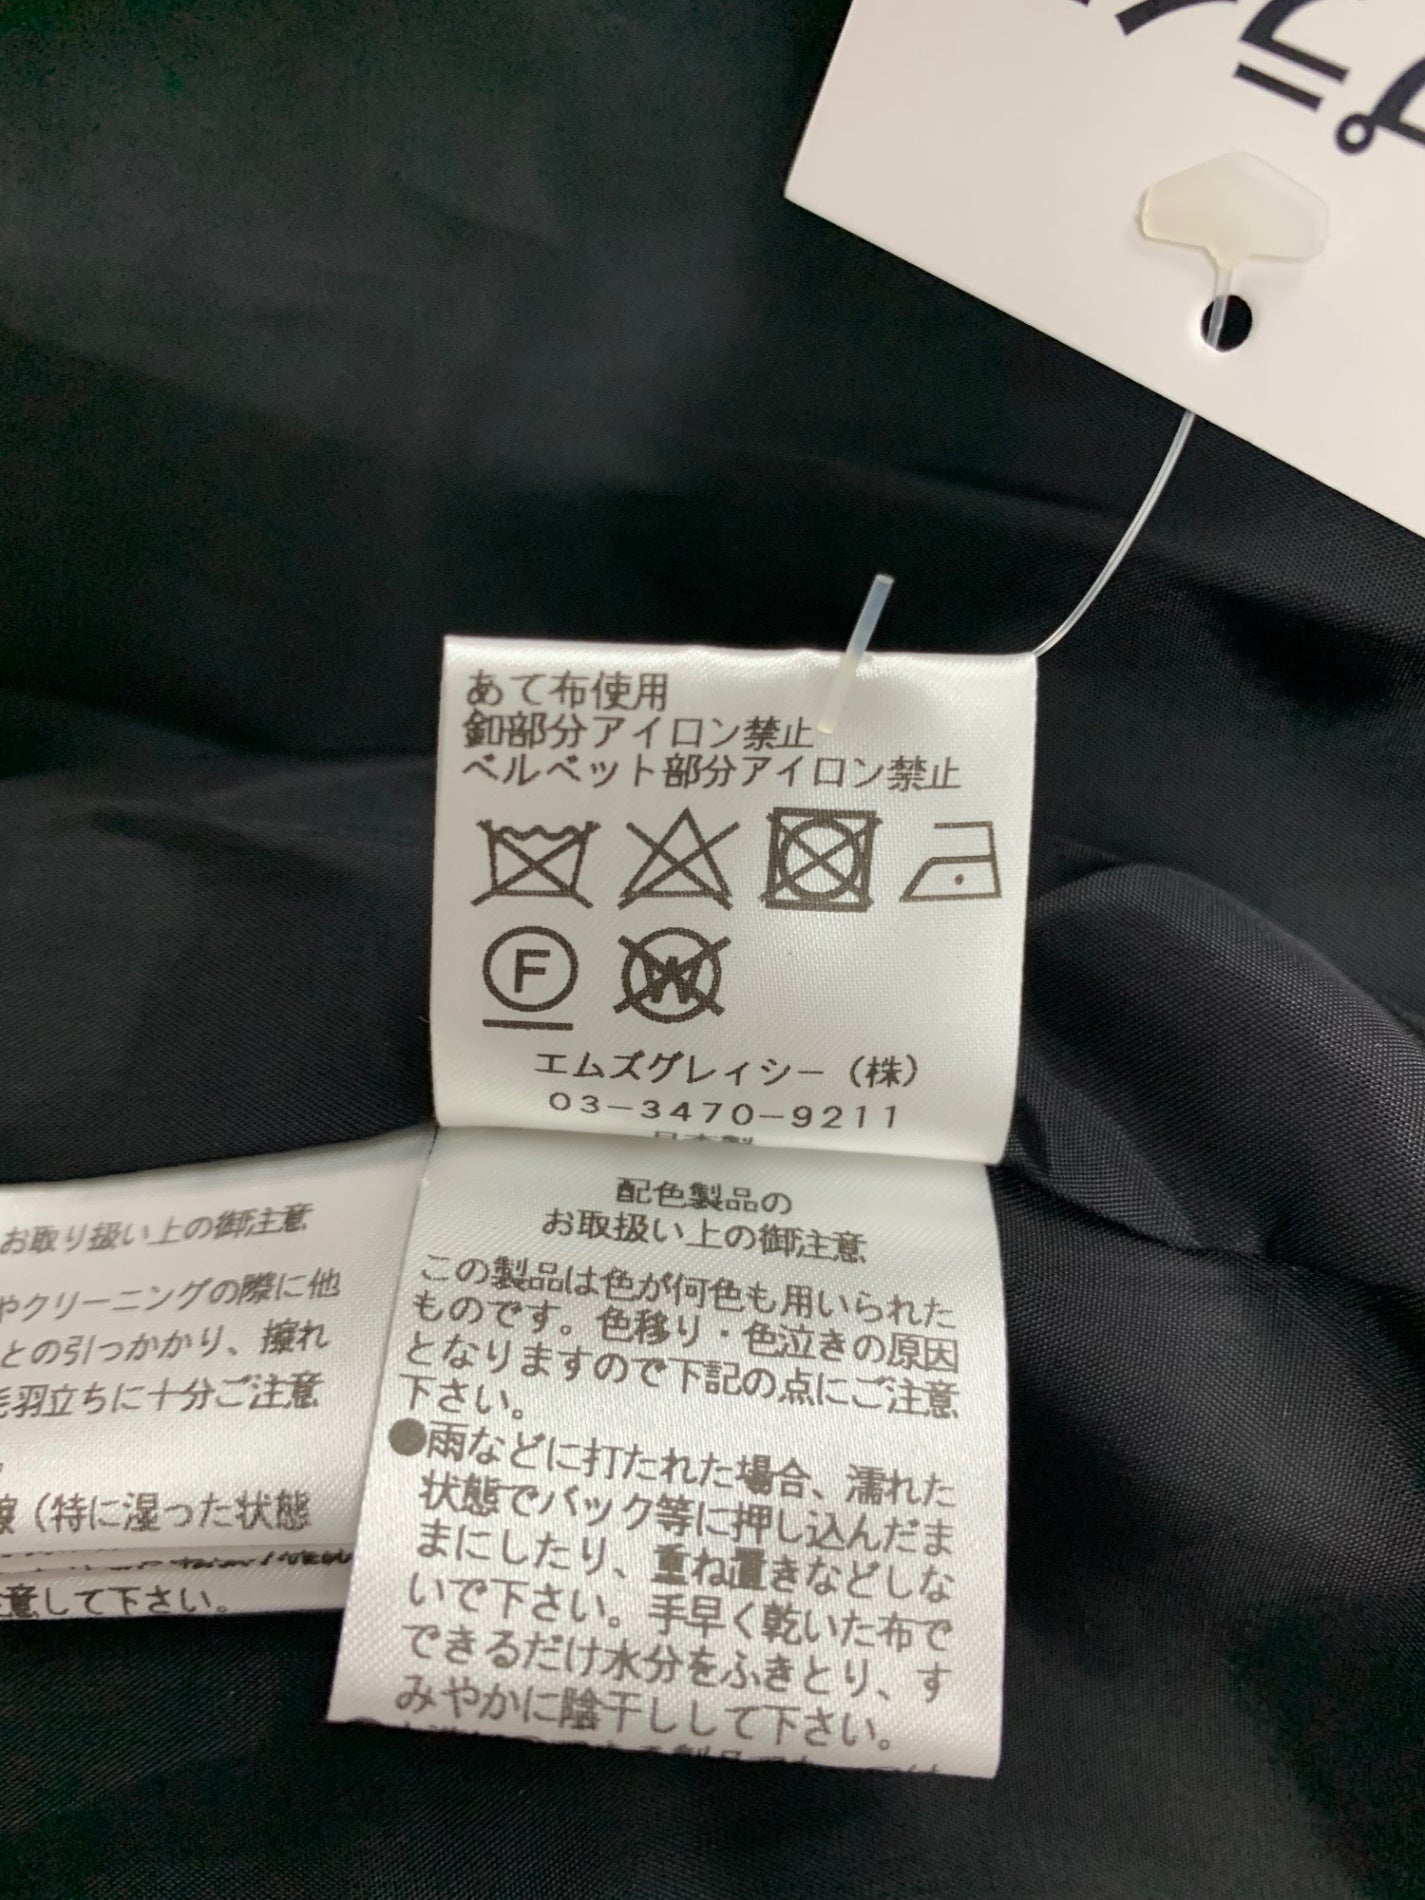 プライ
あて布使用
釦部分アイロン禁止
ベルベット部分アイロン禁止
F
W
エムズグレィシー（株）
03-3470-9211
日本製
配色製品の
お取扱い上の御注意
この製品は色が何色も用いられた
ものです。色移り・色泣きの原因
となりますので下記の点にご注意
下さい。
●雨などに打たれた場合、濡れた
状態でバック等に押し込んだま
まにしたり、重ね置きなどしな
いで下さい。手早く乾いた布で
できるだけ水分をふきとり、す
みやかに陰干しして下さい。
お取り扱い上の御注意
やクリーニングの際に他
との引っかかり、擦れ
毛羽立ちに十分ご注意
（特に湿った状態
注意して下さい。